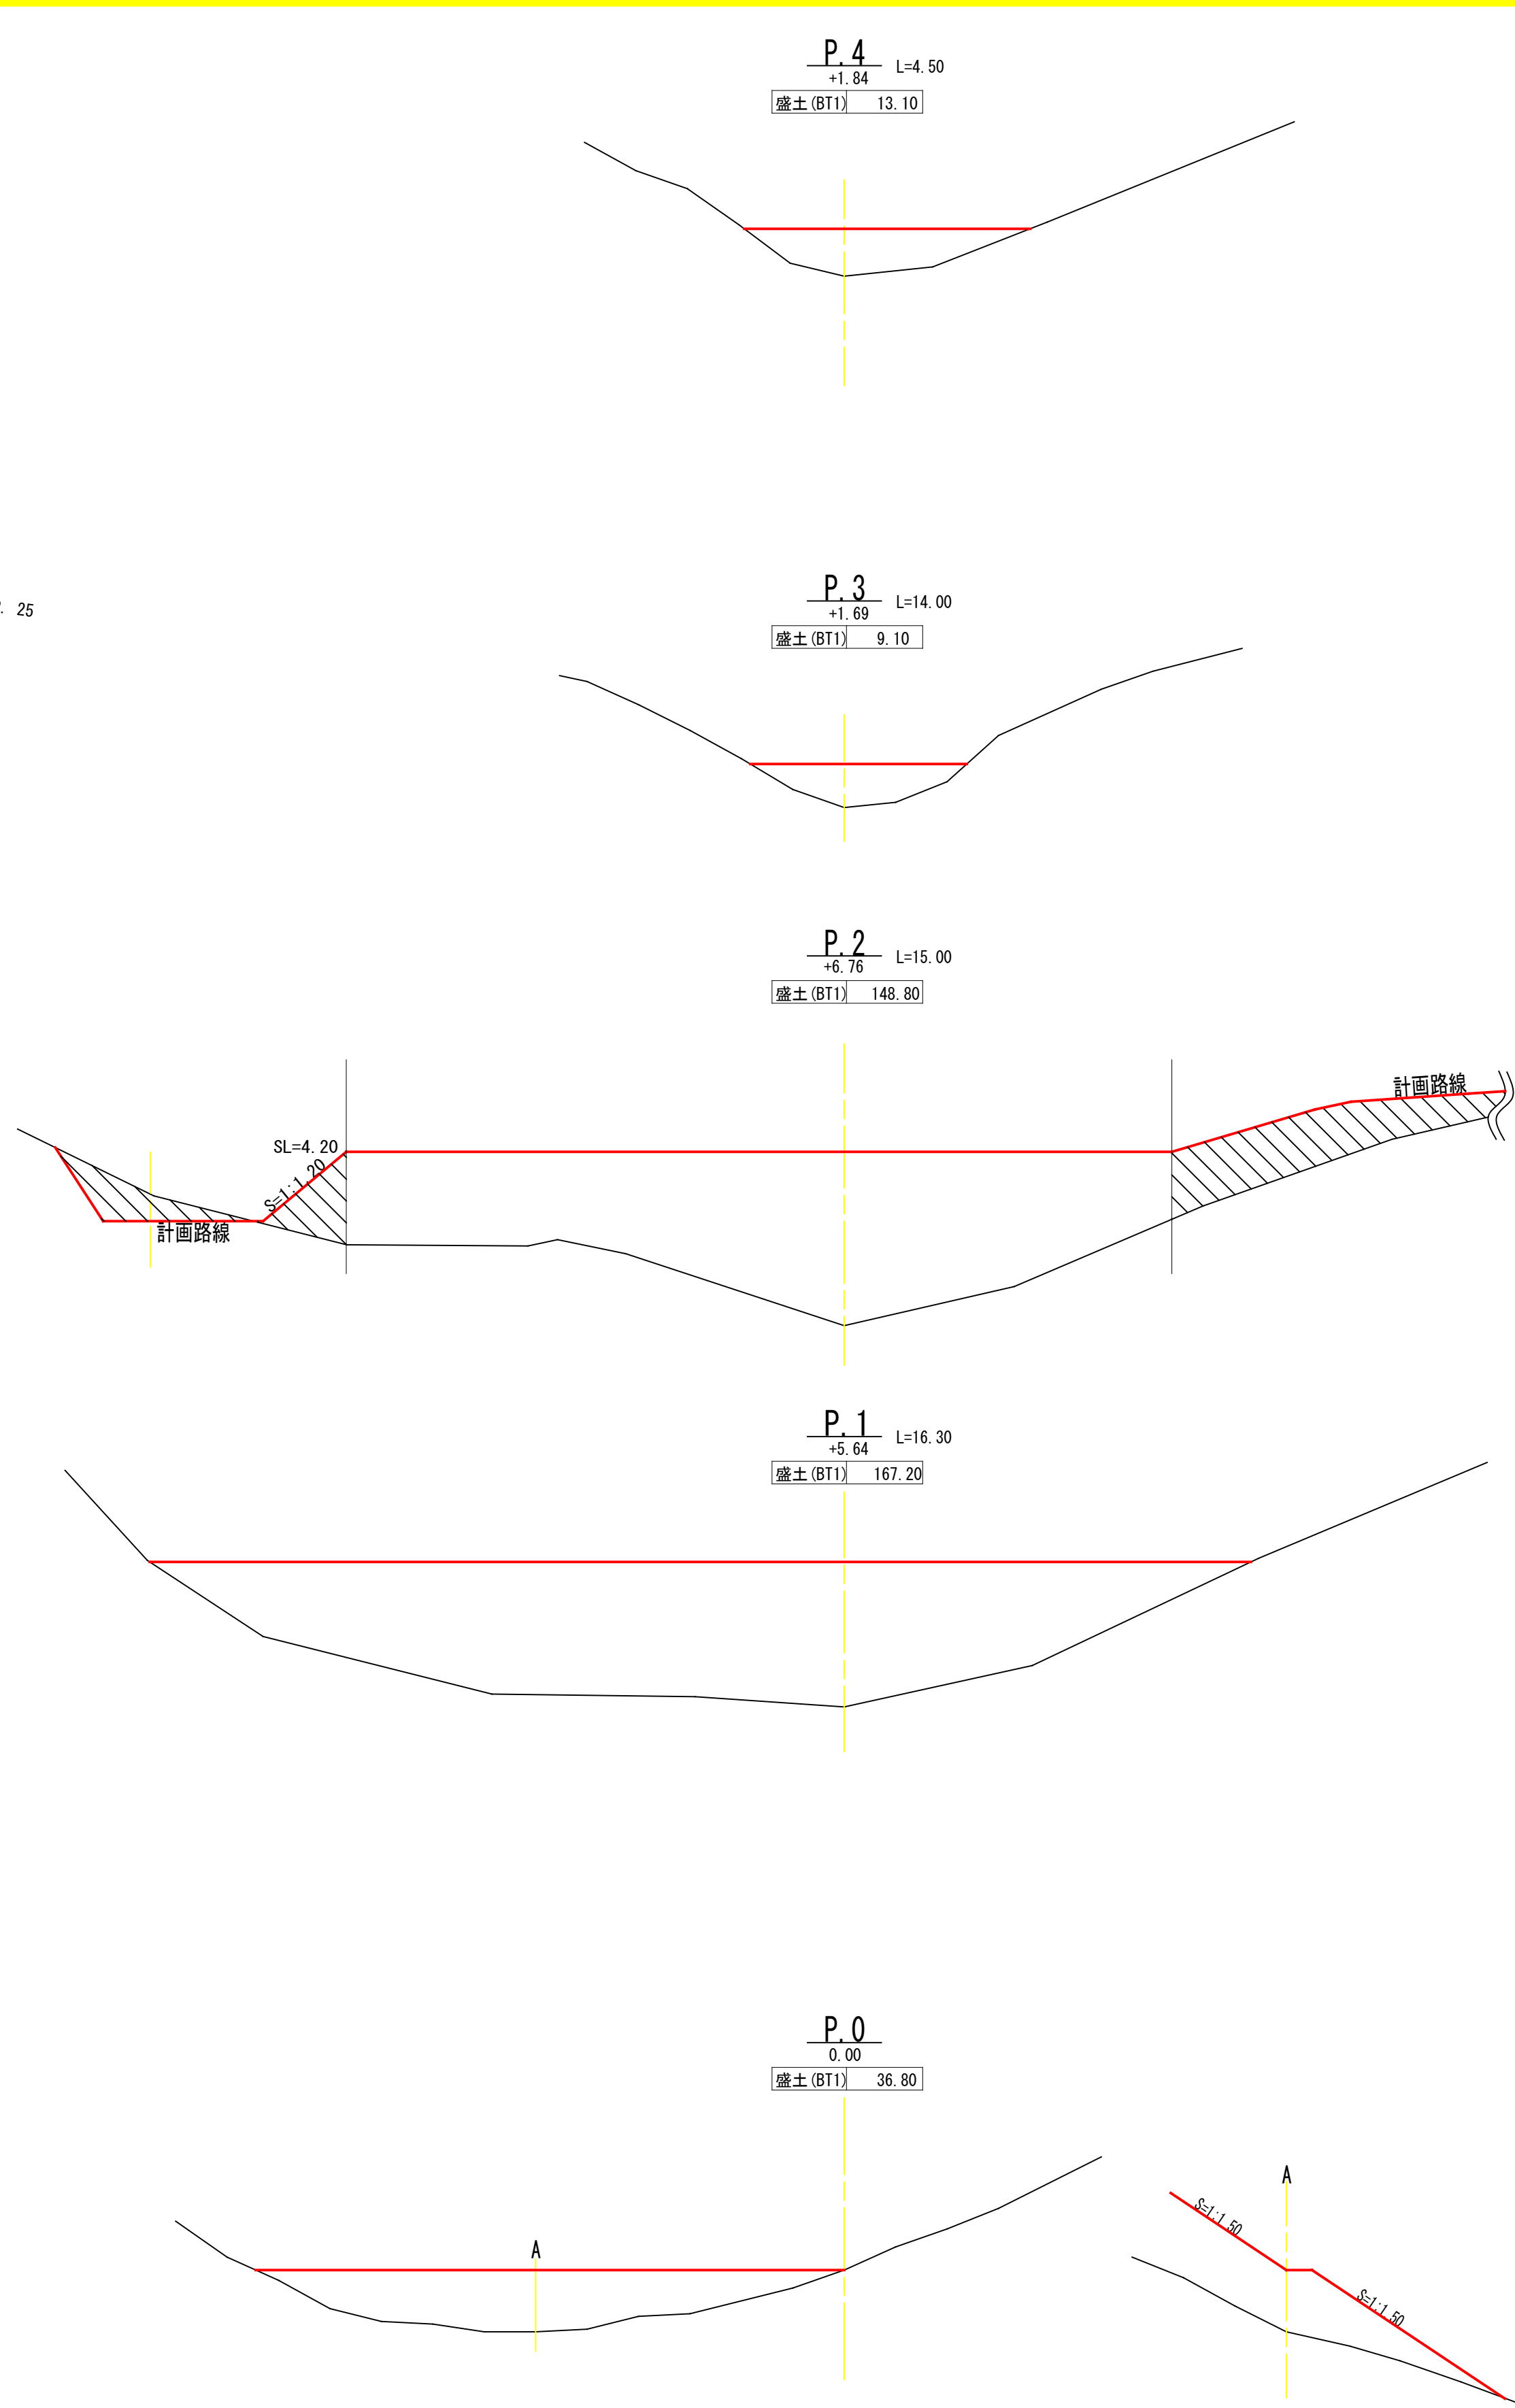 P. 4
L=4. 50
+1. 84
盛土(BT1) 13. 10
P. 3
L=14. 00
+1. 69
盛土(BT1) 9. 10
25
P. 2
L=15. 00
+6. 76
盛土(BT1) 148. 80
計画路線
SL=4. 20
S=1:1. 20
計画路線
P. 1
L=16. 30
+5. 64
盛土(BT1) 167. 20
P. 0
0. 00
盛土(BT1) 36. 80
A
S=1:1. 50
A
S=1:1. 50